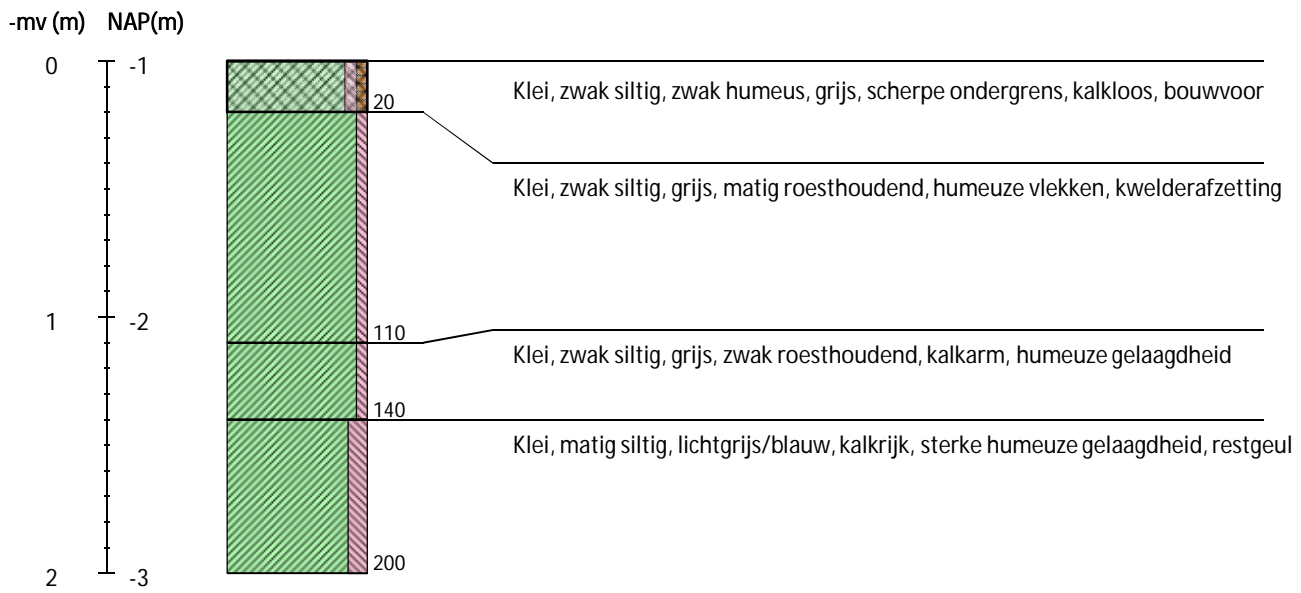 -mv (m) NAP(m)
0 -1
Klei, zwak siltig, zwak humeus, grijs, scherpe ondergrens, kalkloos, bouwvoor
20
Klei, zwak siltig, grijs, matig roesthoudend, humeuze vlekken, kwelderafzetting
1 -2
110
Klei, zwak siltig, grijs, zwak roesthoudend, kalkarm, humeuze gelaagdheid
140
Klei, matig siltig, lichtgrijs/blauw, kalkrijk, sterke humeuze gelaagdheid, restgeul
200
2 -3